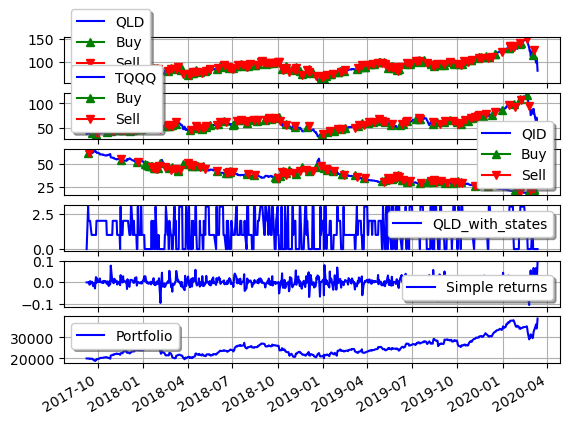 QLD
Buy
Sell
150
100
TQQQ
Buy
Sell
100
50
QID
Buy
Sell
50
25
QLD_with_states
2.5
0.0
Simple returns
0.1
0.0
−0.1
Portfolio
30000
20000
2017-10 2018-01 2018-04 2018-07 2018-10 2019-01 2019-04 2019-07 2019-10 2020-01 2020-04